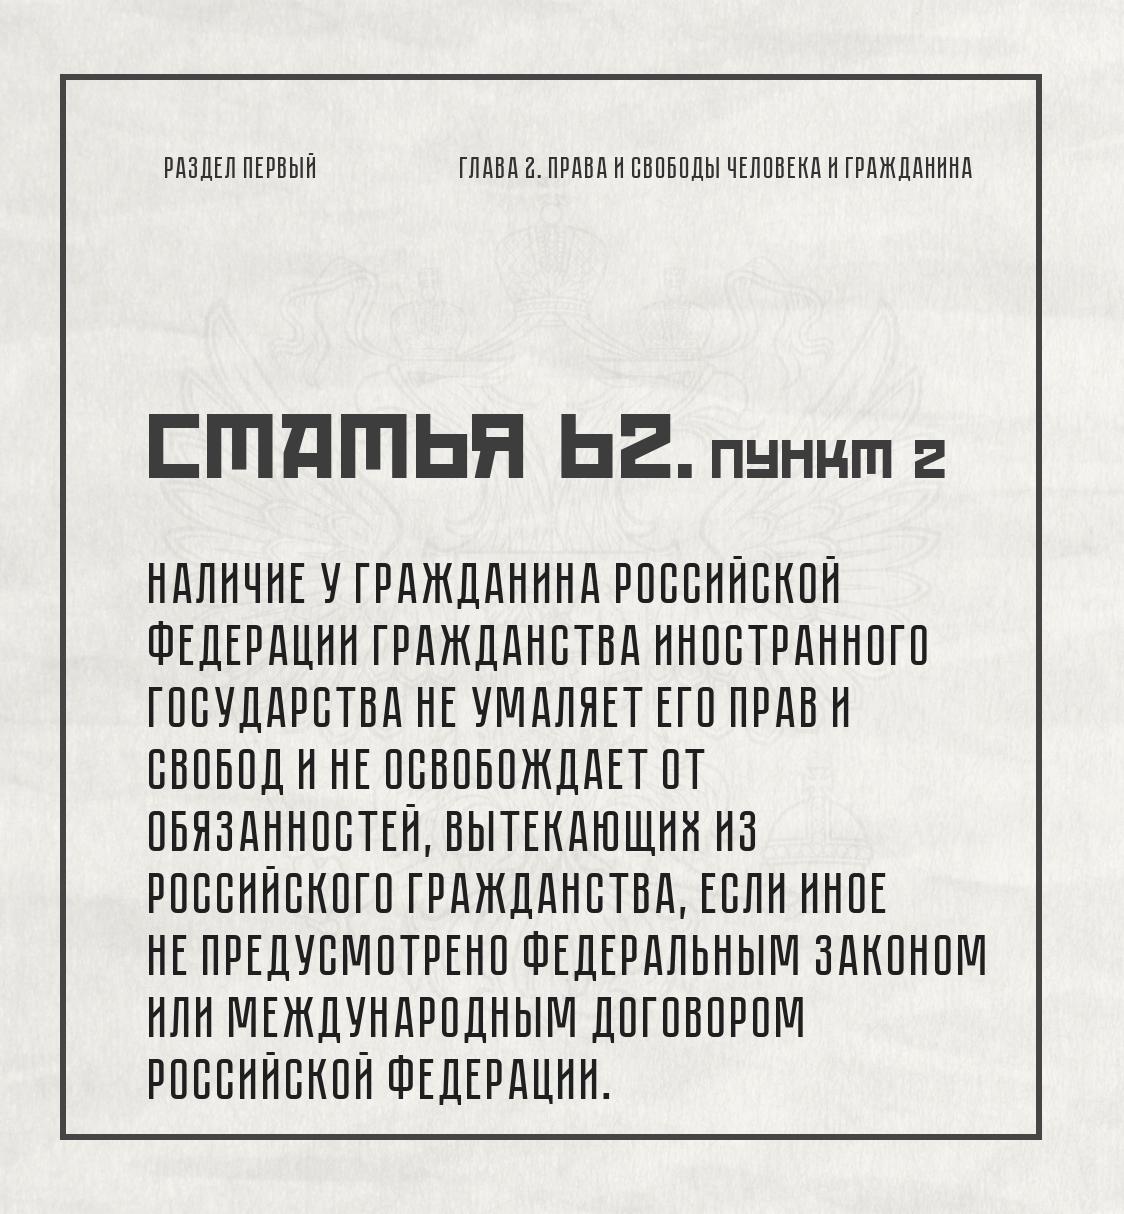 РАЗДЕЛ ПЕРВЫЙ
ГЛАВА 2. ПРАВА И СВОБОДЫ ЧЕЛОВЕКА И ГРАЖДАНИНА
СТАТЬЯ 62. ПУНКТ 2
НАЛИЧИЕ У ГРАЖДАНИНА РОССИЙСКОЙ
ФЕДЕРАЦИИ ГРАЖДАНСТВА ИНОСТРАННОГО
ГОСУДАРСТВА НЕ УМАЛЯЕТ ЕГО ПРАВ И
СВОБОД И НЕ ОСВОБОЖДАЕТ ОТ
ОБЯЗАННОСТЕЙ, ВЫТЕКАЮЩИХ ИЗ
РОССИЙСКОГО ГРАЖДАНСТВА, ЕСЛИ ИНОЕ
НЕ ПРЕДУСМОТРЕНО ФЕДЕРАЛЬНЫМ ЗАКОНОМ
ИЛИ МЕЖДУНАРОДНЫМ ДОГОВОРОМ
РОССИЙСКОЙ ФЕДЕРАЦИИ.